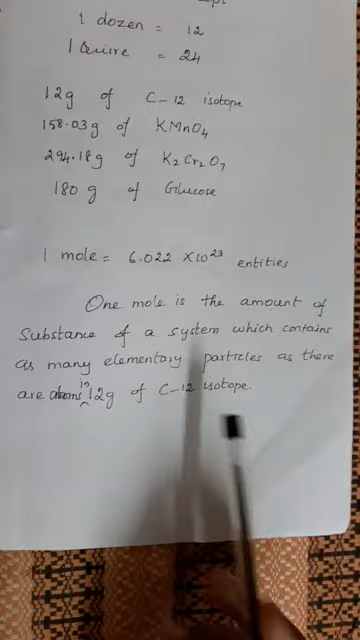 1 dozen = 12
1 Quire = 24
12g of C-12 isotope
158.03g of KMnO4
294.18g of K2Cr2O7
180 g of Glucose
1 mole = 6.022 X10²³ entities
One mole is the amount of
Substance of a system which contains
as many elementary particles as there
are atoms in 12g of C-12 isotope.